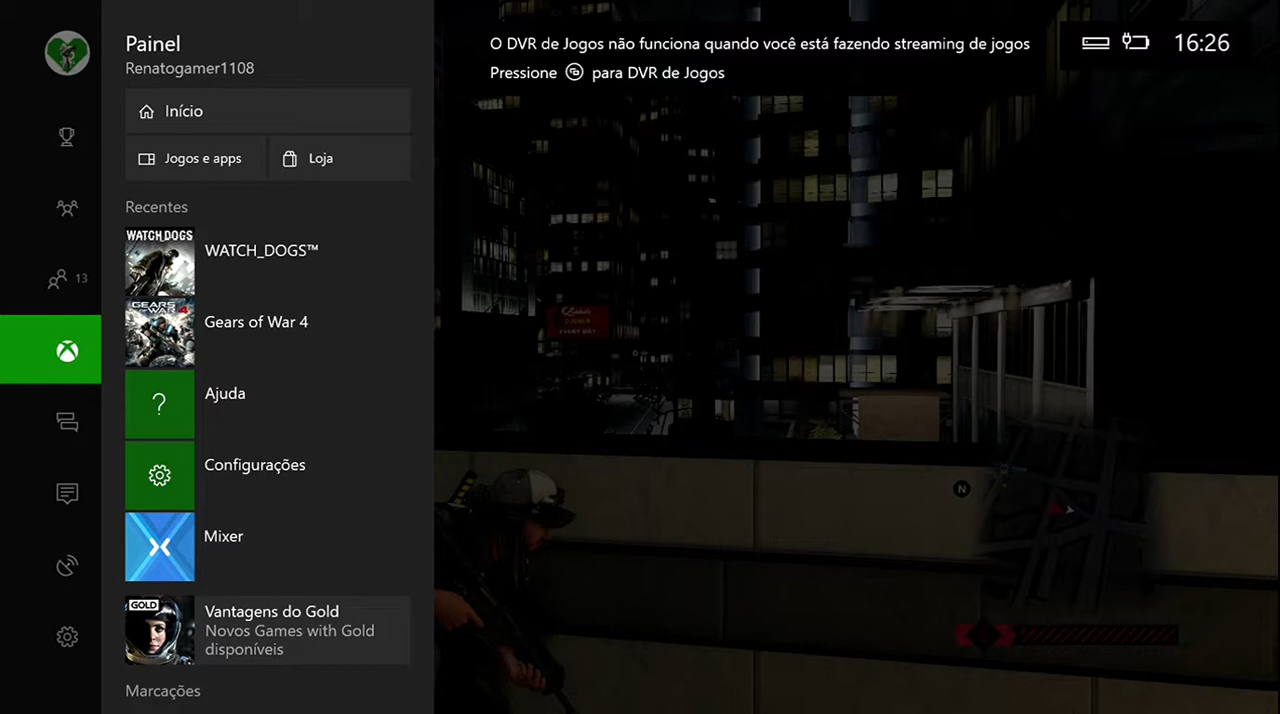 Painel
Renatogamer1108
Início
Jogos e apps
Loja
Recentes
WATCH_DOGS
WATCH_DOGS™
GEARS OF WAR 4
Gears of War 4
?
Ajuda
Configurações
Mixer
GOLD
Vantagens do Gold
Novos Games with Gold
disponíveis
Marcações
13
O DVR de Jogos não funciona quando você está fazendo streaming de jogos
Pressione para DVR de Jogos
16:26
N